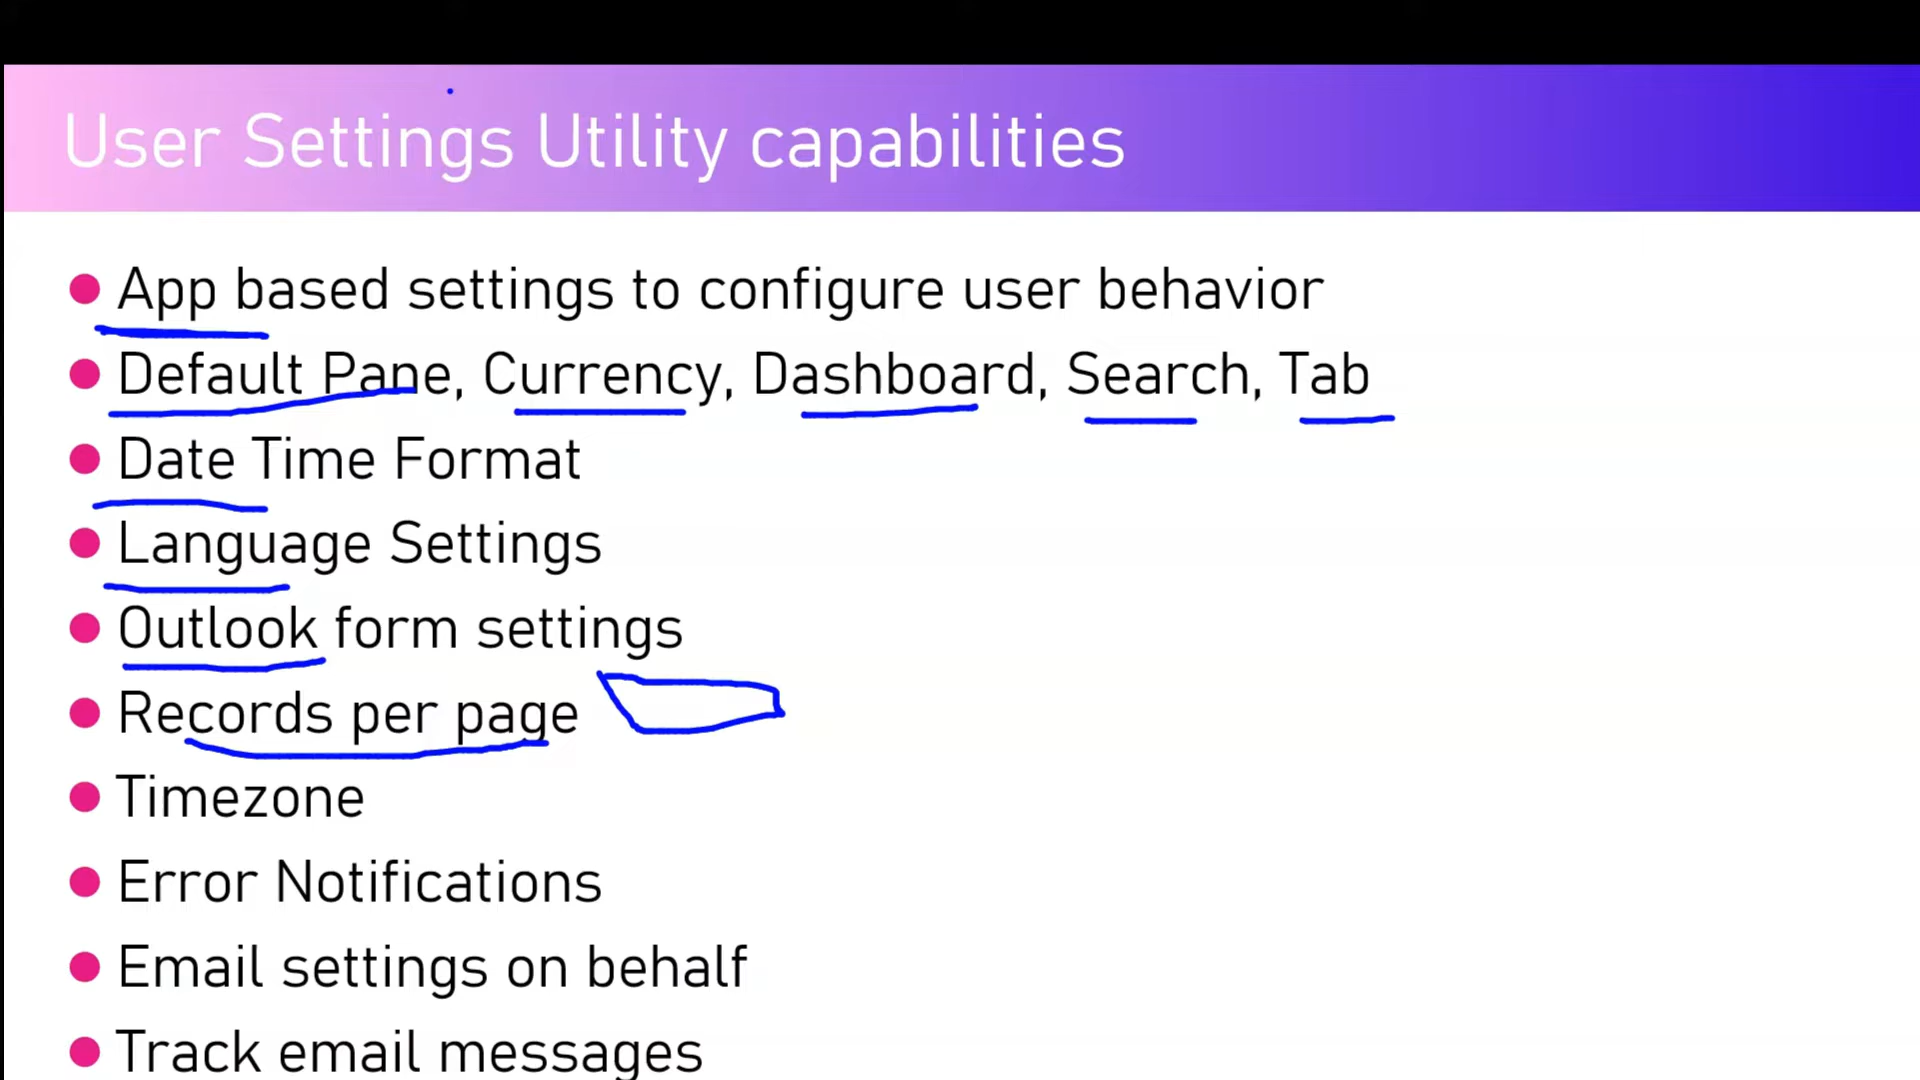 User Settings Utility capabilities
App based settings to configure user behavior
Default Pane, Currency, Dashboard, Search, Tab
Date Time Format
Language Settings
Outlook form settings
Records per page
Timezone
Error Notifications
Email settings on behalf
Track email messages